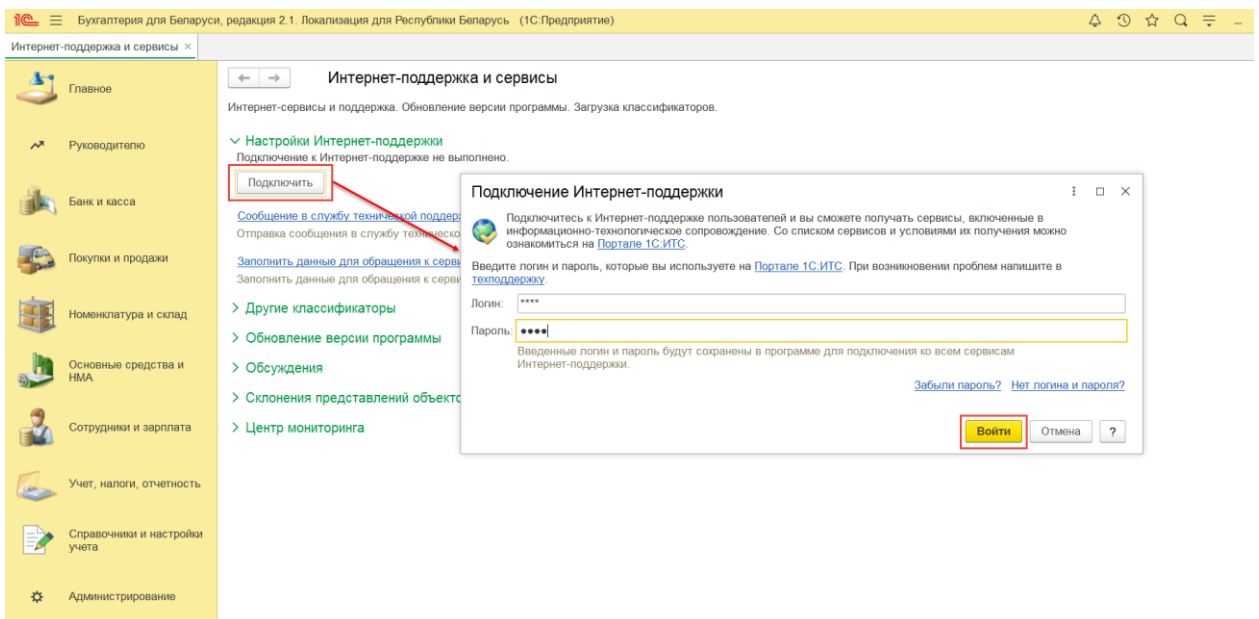 1С Бухгалтерия для Беларуси, редакция 2.1. Локализация для Республики Беларусь (1С:Предприятие)
Интернет-поддержка и сервисы ×
Главное
Руководителю
Банк и касса
Покупки и продажи
Номенклатура и склад
Основные средства и
НМА
Сотрудники и зарплата
Учет, налоги, отчетность
Справочники и настройки
учета
Администрирование
Интернет-поддержка и сервисы
Интернет-сервисы и поддержка. Обновление версии программы. Загрузка классификаторов.
Настройки Интернет-поддержки
Подключение к Интернет-поддержке не выполнено.
Подключить
Сообщение в службу технической
Отправка сообщения в службу
Заполнить данные для обращения к
Заполнить данные для обращения к
Другие классификаторы
Обновление версии программы
Обсуждения
Склонения представлений
Центр мониторинга
Подключение Интернет-поддержки
Подключитесь к Интернет-поддержке пользователей и вы сможете получать сервисы, включенные в
информационно-технологическое сопровождение. Со списком сервисов и условиями их получения можно
ознакомиться на Портале 1С:ИТС.
Введите логин и пароль, которые вы используете на Портале 1С:ИТС. При возникновении проблем напишите в
техподдержку.
Логин: ****
Пароль: ••••
Введенные логин и пароль будут сохранены в программе для подключения ко всем сервисам
Интернет-поддержки.
Забыли пароль? Нет логина и пароля?
Войти Отмена ?